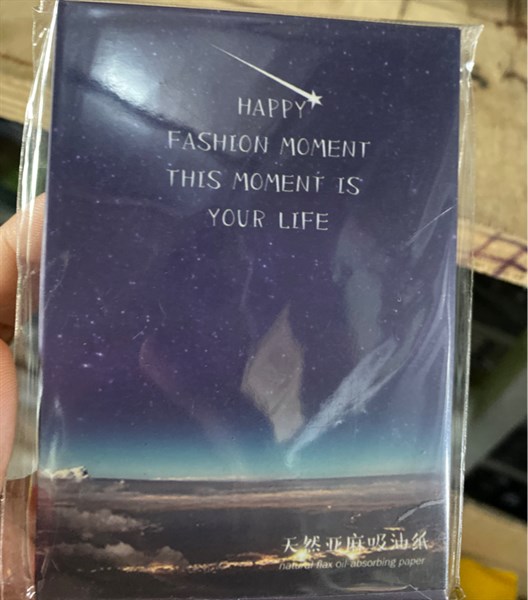 HAPPY
FASHION MOMENT
THIS MOMENT IS
YOUR LIFE
天然亚麻吸油纸
natural flax oil absorbing paper